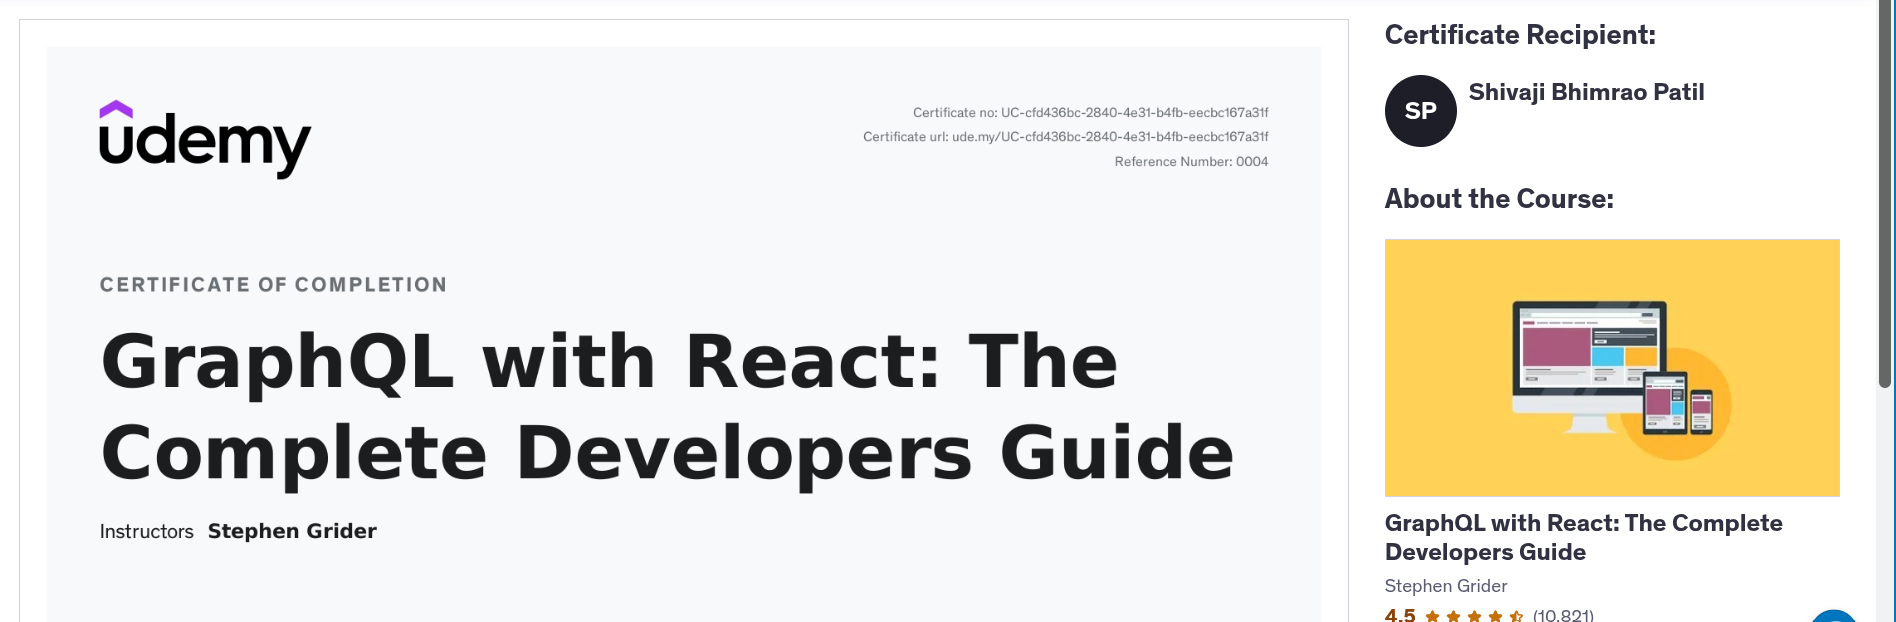 udemy
Certificate no: UC-cfd436bc-2840-4e31-b4fb-eecbc167a31f
Certificate url: ude.my/UC-cfd436bc-2840-4e31-b4fb-eecbc167a31f
Reference Number: 0004
CERTIFICATE OF COMPLETION
GraphQL with React: The
Complete Developers Guide
Instructors Stephen Grider
Certificate Recipient:
SP
Shivaji Bhimrao Patil
About the Course:
GraphQL with React: The Complete
Developers Guide
Stephen Grider
4.5 (10,821)